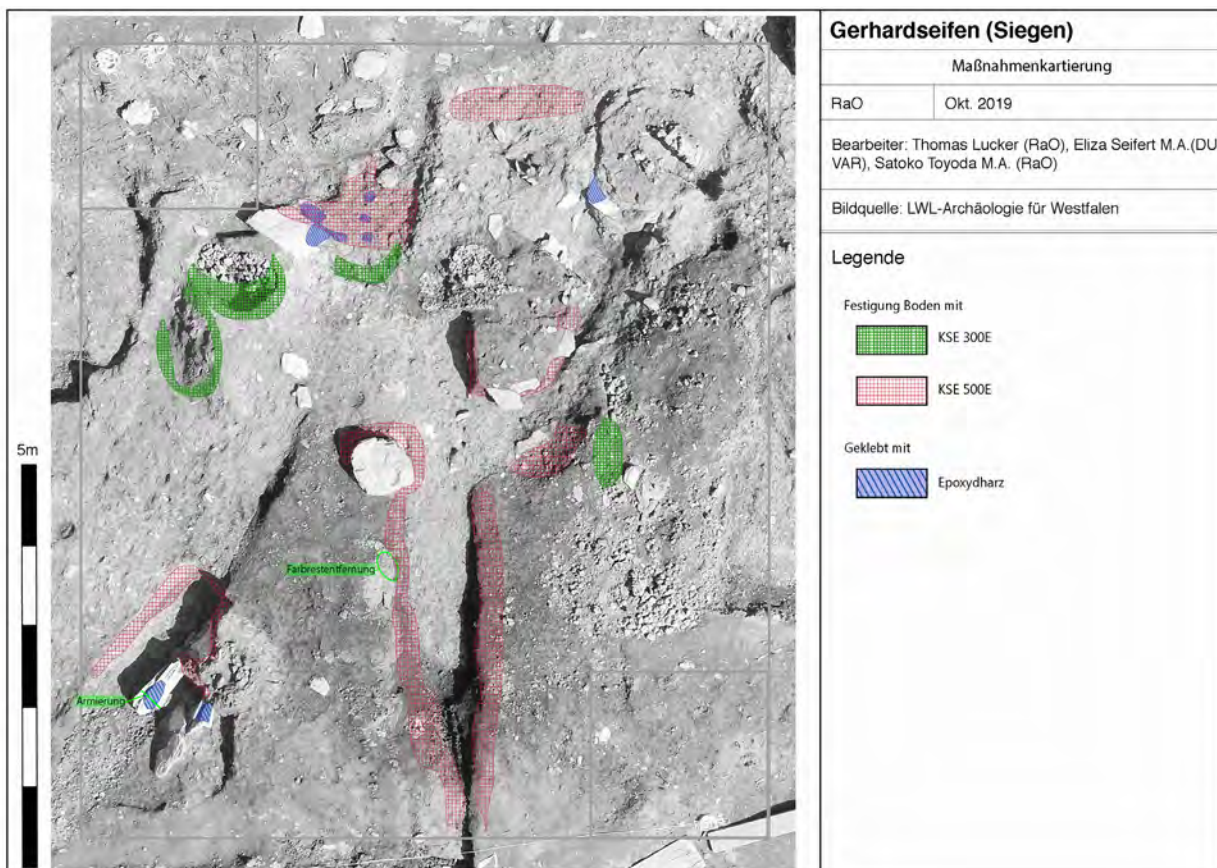 Gerhardseifen (Siegen)
Maßnahmenkartierung
RaO
Okt. 2019
Bearbeiter: Thomas Lucker (RaO), Eliza Seifert M.A.(DU
VAR), Satoko Toyoda M.A. (RaO)
Bildquelle: LWL-Archäologie für Westfalen
Legende
Festigung Boden mit
KSE 300E
KSE 500E
Geklebt mit
Epoxydharz
5m
Farbrestentfernung
Armierung